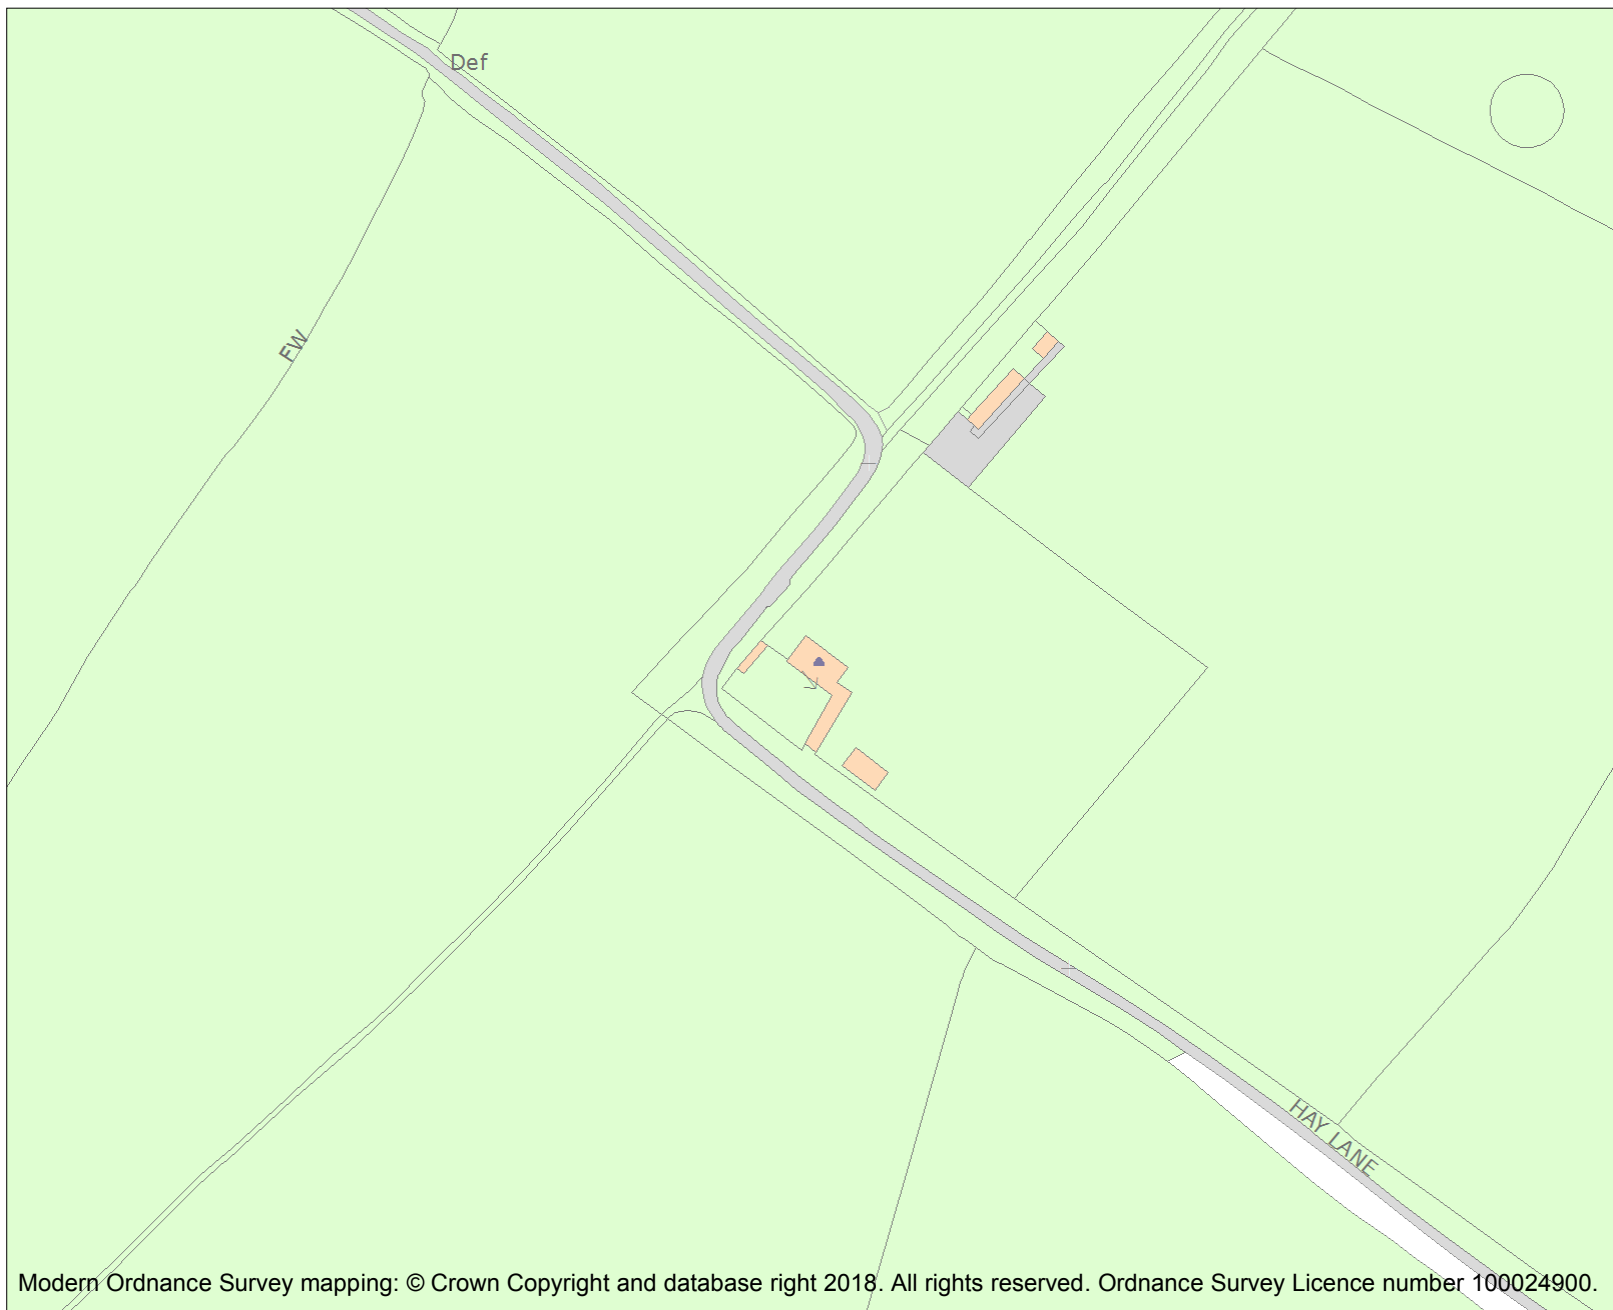 Def
FW
HAY LANE
Modern Ordnance Survey mapping: © Crown Copyright and database right 2018. All rights reserved. Ordnance Survey Licence number 100024900.